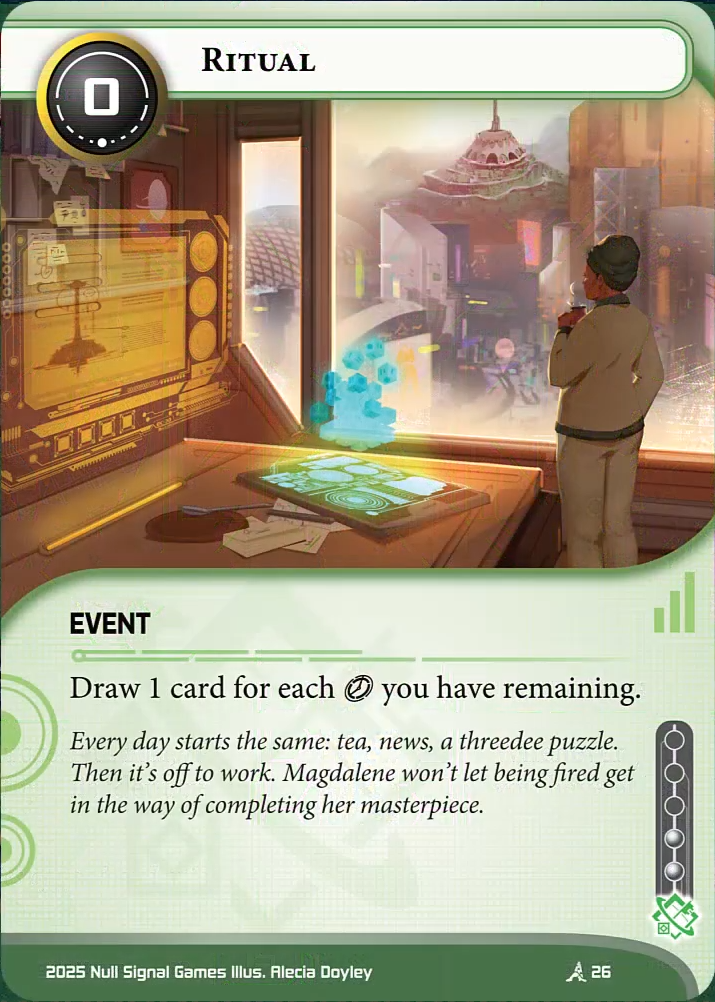 0
Ritual
EVENT
Draw 1 card for each you have remaining.
Every day starts the same: tea, news, a threedee puzzle.
Then it's off to work. Magdalene won't let being fired get
in the way of completing her masterpiece.
2025 Null Signal Games Illus. Alecia Doyley
26